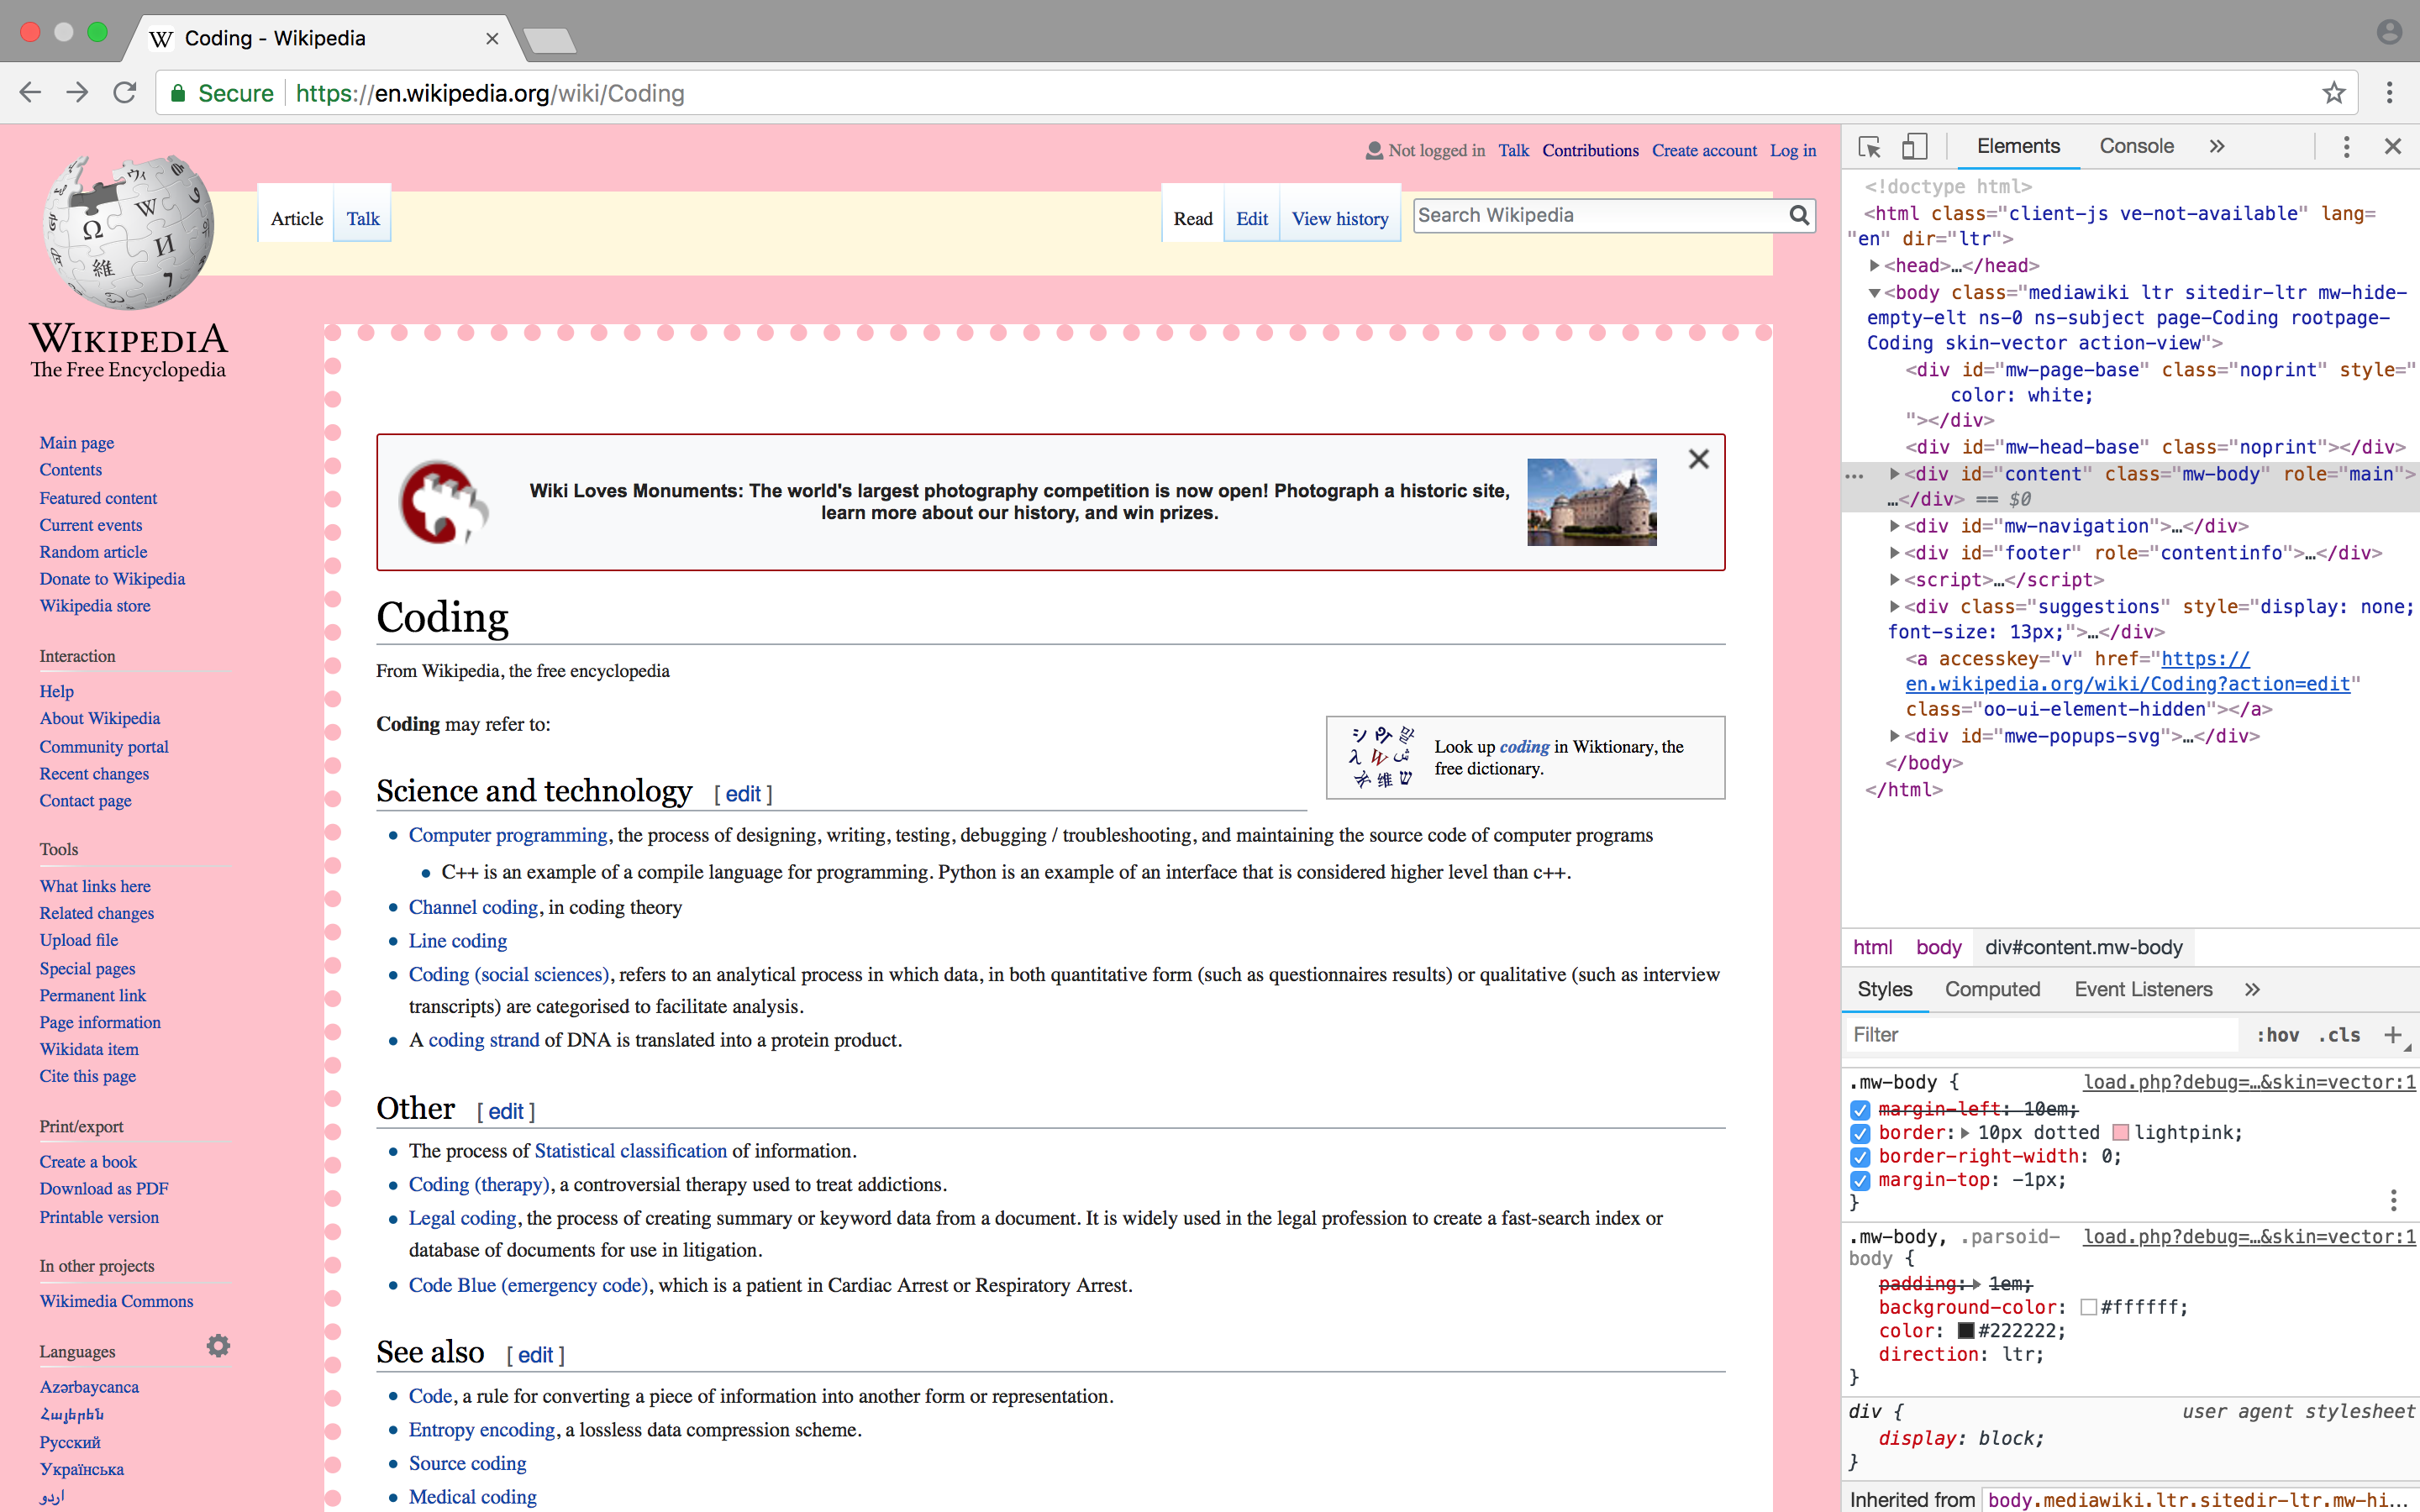 Coding - Wikipedia
Secure
https://en.wikipedia.org/wiki/Coding
Not logged in Talk Contributions Create account Log in
Article Talk
Read Edit View history
Search Wikipedia
WIKIPEDIA
The Free Encyclopedia
Main page
Contents
Featured content
Current events
Random article
Donate to Wikipedia
Wikipedia store
Interaction
Help
About Wikipedia
Community portal
Recent changes
Contact page
Tools
What links here
Related changes
Upload file
Special pages
Permanent link
Page information
Wikidata item
Cite this page
Print/export
Create a book
Download as PDF
Printable version
In other projects
Wikimedia Commons
Languages
Azərbaycanca
Հայերեն
Русский
Українська
اردو
Wiki Loves Monuments: The world's largest photography competition is now open! Photograph a historic site,
learn more about our history, and win prizes.
Coding
From Wikipedia, the free encyclopedia
Coding may refer to:
Look up coding in Wiktionary, the
free dictionary.
Science and technology [ edit ]
Computer programming, the process of designing, writing, testing, debugging / troubleshooting, and maintaining the source code of computer programs
C++ is an example of a compile language for programming. Python is an example of an interface that is considered higher level than c++.
Channel coding, in coding theory
Line coding
Coding (social sciences), refers to an analytical process in which data, in both quantitative form (such as questionnaires results) or qualitative (such as interview
transcripts) are categorised to facilitate analysis.
A coding strand of DNA is translated into a protein product.
Other [ edit ]
The process of Statistical classification of information.
Coding (therapy), a controversial therapy used to treat addictions.
Legal coding, the process of creating summary or keyword data from a document. It is widely used in the legal profession to create a fast-search index or
database of documents for use in litigation.
Code Blue (emergency code), which is a patient in Cardiac Arrest or Respiratory Arrest.
See also [ edit ]
Code, a rule for converting a piece of information into another form or representation.
Entropy encoding, a lossless data compression scheme.
Source coding
Medical coding
Elements Console »
<!doctype html>
<html class="client-js ve-not-available" lang=
"en" dir="ltr">
<head>…</head>
<body class="mediawiki ltr sitedir-ltr mw-hide-
empty-elt ns-0 ns-subject page-Coding rootpage-
Coding skin-vector action-view">
<div id="mw-page-base" class="noprint" style="
color: white;
"></div>
<div id="mw-head-base" class="noprint"></div>
<div id="content" class="mw-body" role="main">
…</div> == $0
<div id="mw-navigation">…</div>
<div id="footer" role="contentinfo">…</div>
<script>…</script>
<div class="suggestions" style="display: none;
font-size: 13px;">…</div>
<a accesskey="v" href="https://
en.wikipedia.org/wiki/Coding?action=edit"
class="oo-ui-element-hidden"></a>
<div id="mwe-popups-svg">…</div>
</body>
</html>
html body div#content.mw-body
Styles Computed Event Listeners »
Filter :hov .cls +
.mw-body { load.php?debug=…&skin=vector:1
margin-left: 10em;
border: 10px dotted lightpink;
border-right-width: 0;
margin-top: -1px;
}
.mw-body, .parsoid- load.php?debug=…&skin=vector:1
body {
padding: 1em;
background-color: #ffffff;
color: #222222;
direction: ltr;
}
div { user agent stylesheet
display: block;
}
Inherited from body.mediawiki.ltr.sitedir-ltr.mw-hi…